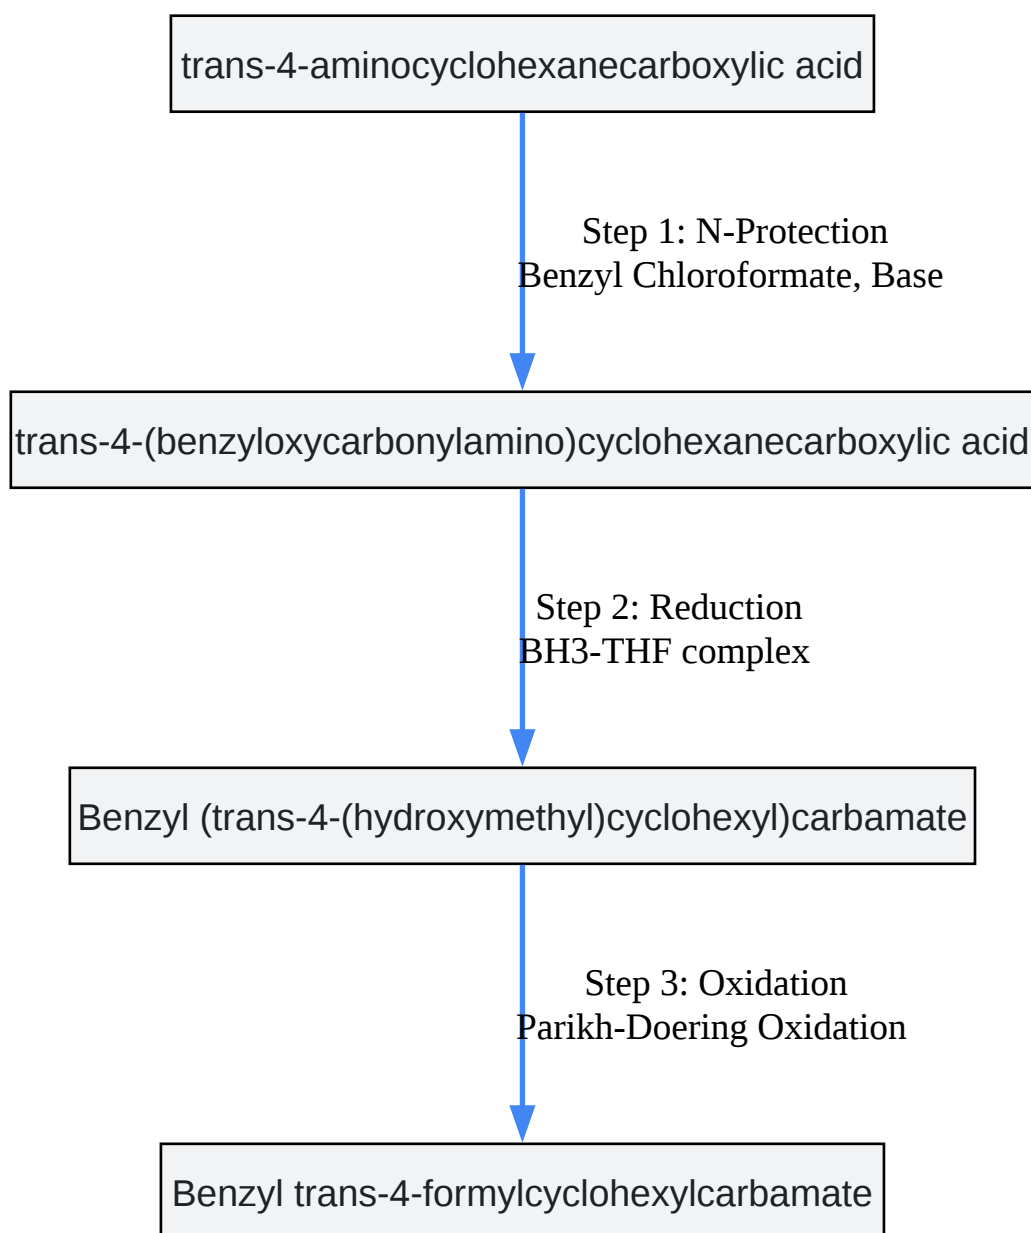 trans-4-aminocyclohexanecarboxylic acid
Step 1: N-Protection
Benzyl Chloroformate, Base
trans-4-(benzyloxycarbonylamino)cyclohexanecarboxylic acid
Step 2: Reduction
BH3-THF complex
Benzyl (trans-4-(hydroxymethyl)cyclohexyl)carbamate
Step 3: Oxidation
Parikh-Doering Oxidation
Benzyl trans-4-formylcyclohexylcarbamate